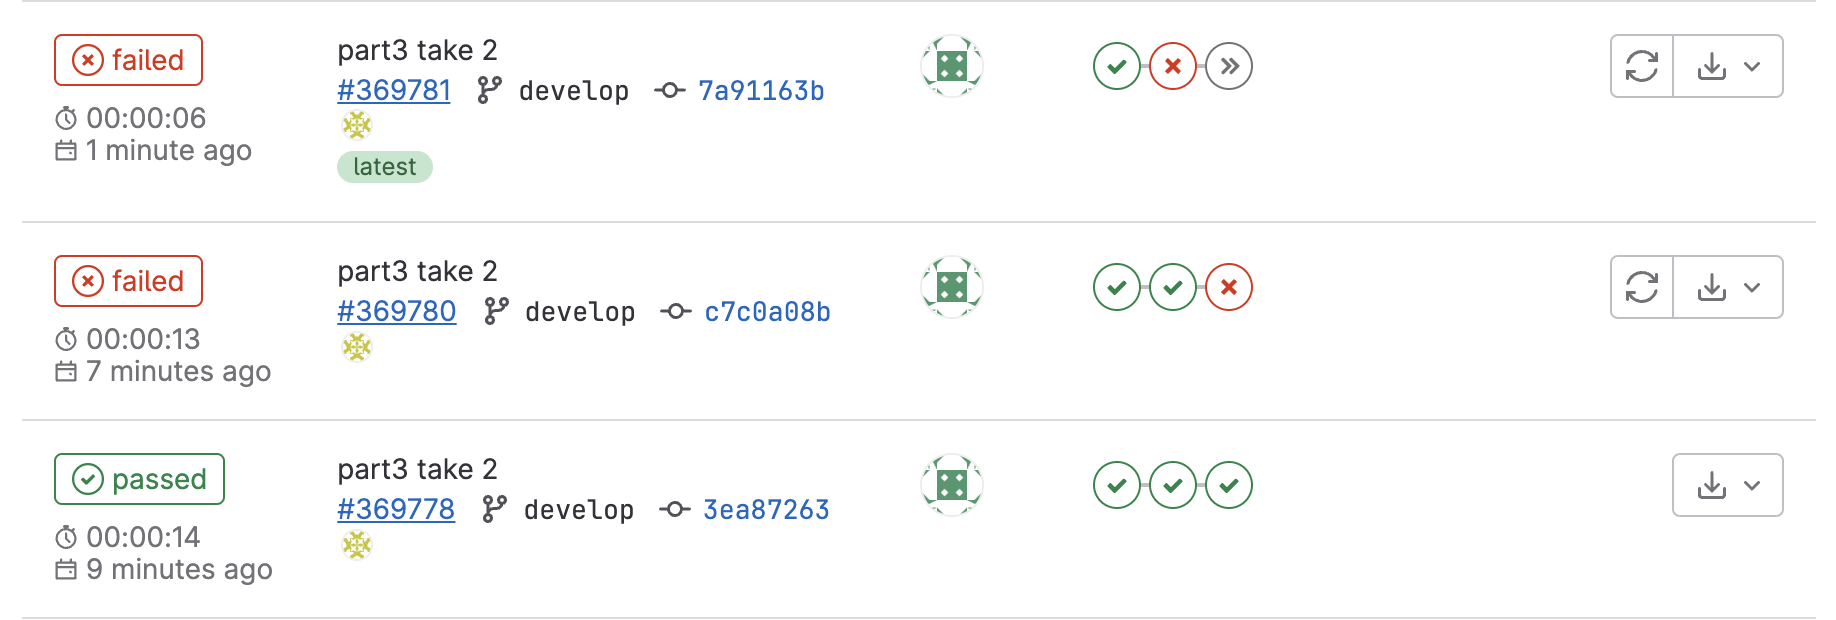 failed
part3 take 2
#369781 develop 7a91163b
00:00:06
1 minute ago
latest
failed
part3 take 2
#369780 develop c7c0a08b
00:00:13
7 minutes ago
passed
part3 take 2
#369778 develop 3ea87263
00:00:14
9 minutes ago